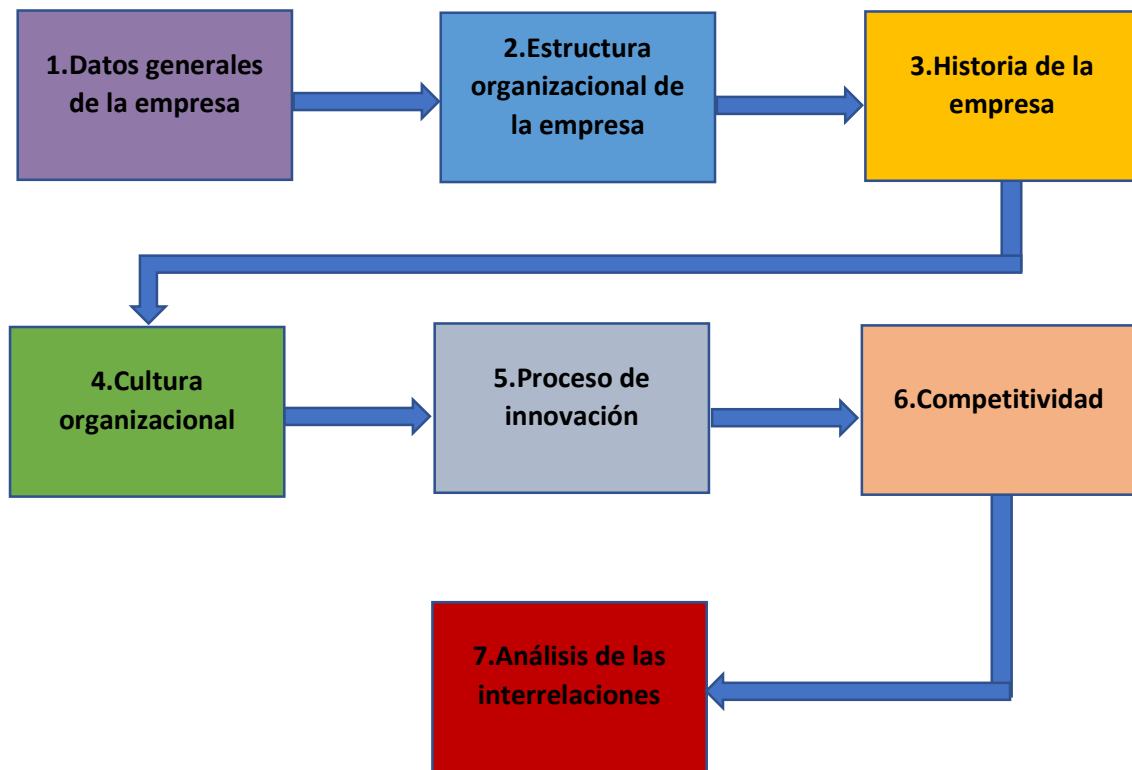 1.Datos generales
de la empresa
2.Estructura
organizacional de
la empresa
3.Historia de la
empresa
4.Cultura
organizacional
5.Proceso de
innovación
6.Competitividad
7.Análisis de las
interrelaciones